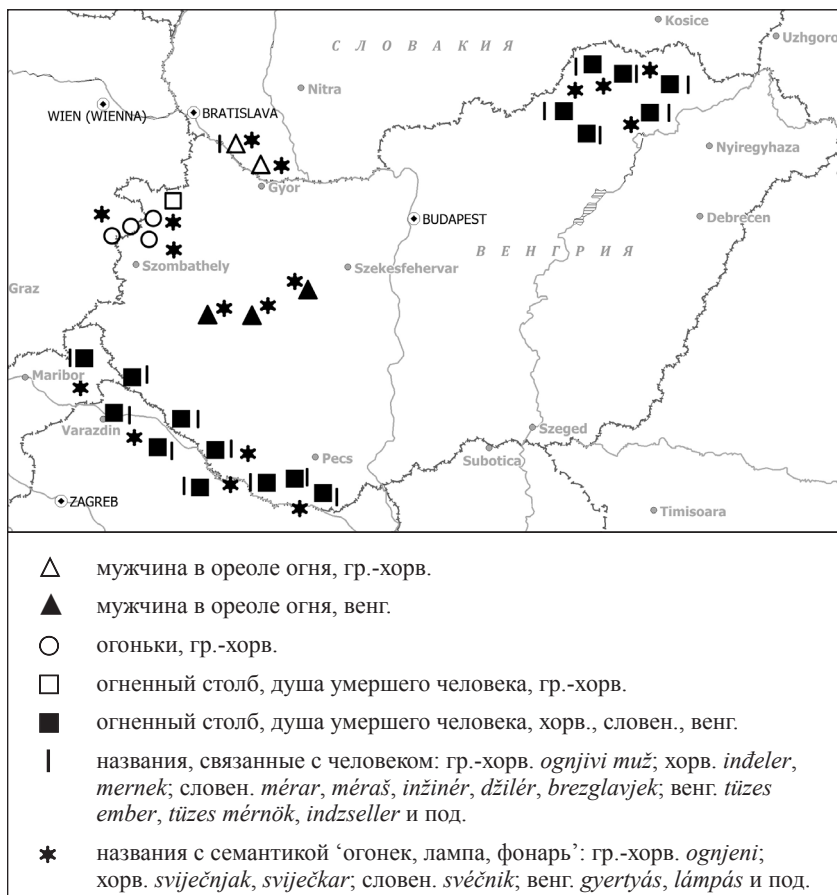 Kosice
Uzhgorod
С Л О В А К И Я
Nitra
WIEN (WIENNA)
BRATISLAVA
Nyiregyhaza
Gyor
BUDAPEST
Debrecen
В Е Н Г Р И Я
Szombathely
Szekesfehervar
Graz
Maribor
Varazdin
Szeged
Pecs
Subotica
ZAGREB
Timisoara
мужчина в ореоле огня, гр.-хорв.
мужчина в ореоле огня, венг.
огоньки, гр.-хорв.
огненный столб, душа умершего человека, гр.-хорв.
огненный столб, душа умершего человека, хорв., словен., венг.
названия, связанные с человеком: гр.-хорв. ognjivi muž; хорв. inđeler,
mernek; словен. mérar, méraš, inžinér, džilér, brezglavjek; венг. tüzes
ember, tüzes mérnök, indzseller и под.
названия с семантикой ‘огонек, лампа, фонарь’: гр.-хорв. ognjeni;
хорв. sviječnjak, sviječkar; словен. svéčnik; венг. gyertyás, lámpás и под.